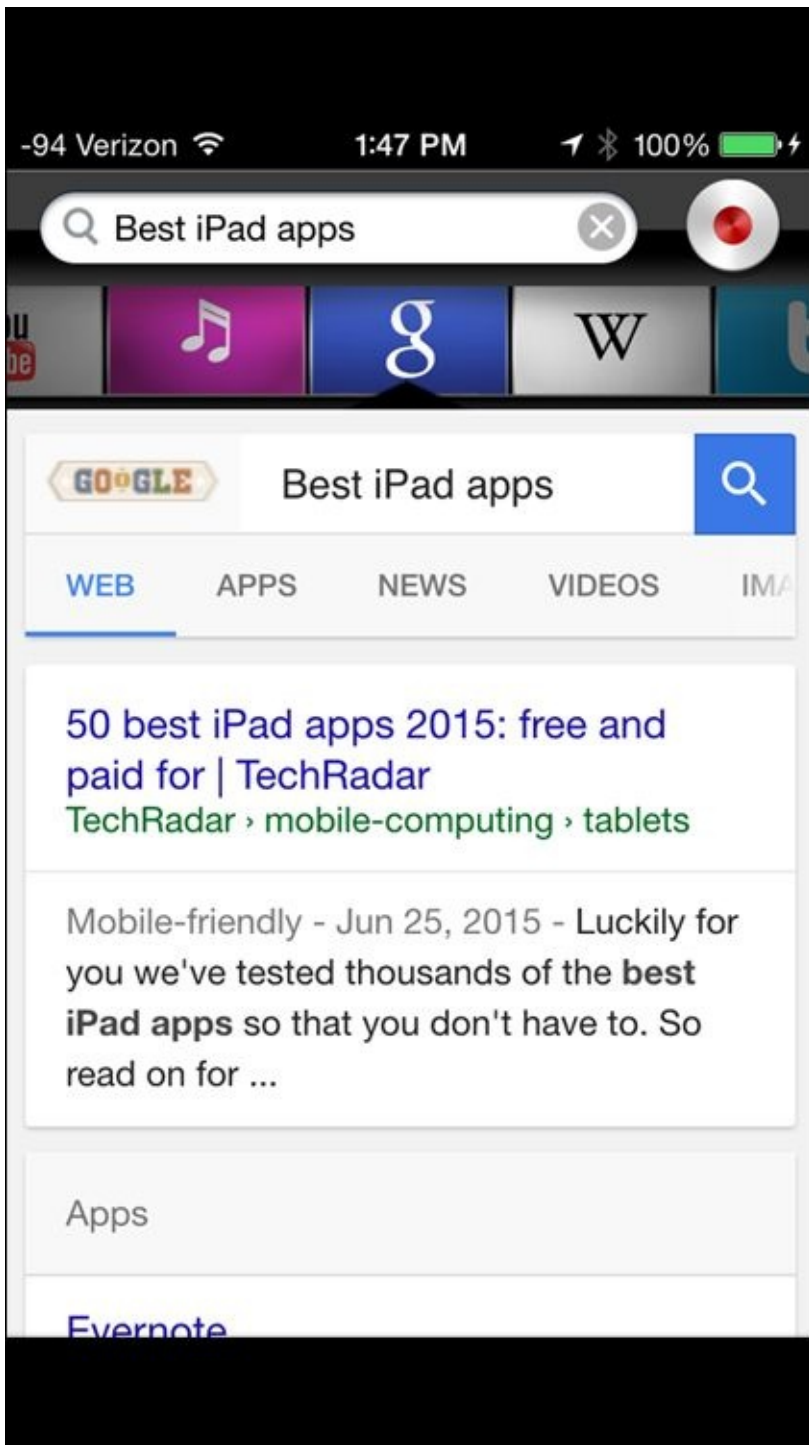 -94 Verizon 1:47 PM 100%
Best iPad apps
ou
be
g
W
t
GOOGLE Best iPad apps
WEB APPS NEWS VIDEOS IMA
50 best iPad apps 2015: free and
paid for | TechRadar
TechRadar › mobile-computing › tablets
Mobile-friendly - Jun 25, 2015 - Luckily for
you we've tested thousands of the best
iPad apps so that you don't have to. So
read on for ...
Apps
Evernote